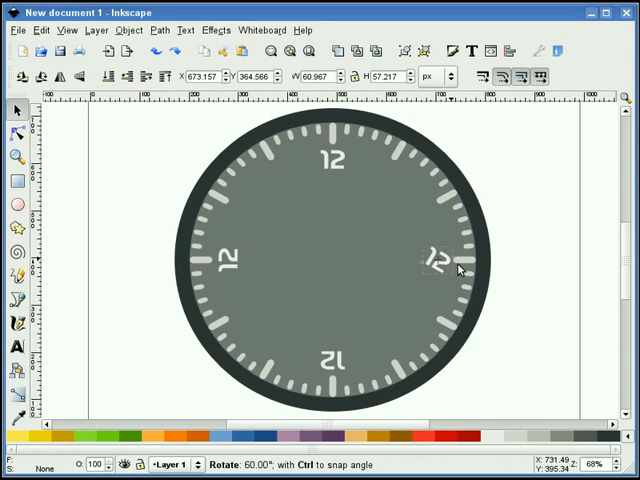 New document 1 - Inkscape
File Edit View Layer Object Path Text Effects Whiteboard Help
X 673.157 Y 364.566 W 60.967 H 57.217 px
12
12 12
12
F:
S: None O: 100 •Layer 1 Rotate: 60.00°; with Ctrl to snap angle X: 731.49 Y: 395.34 Z: 68%